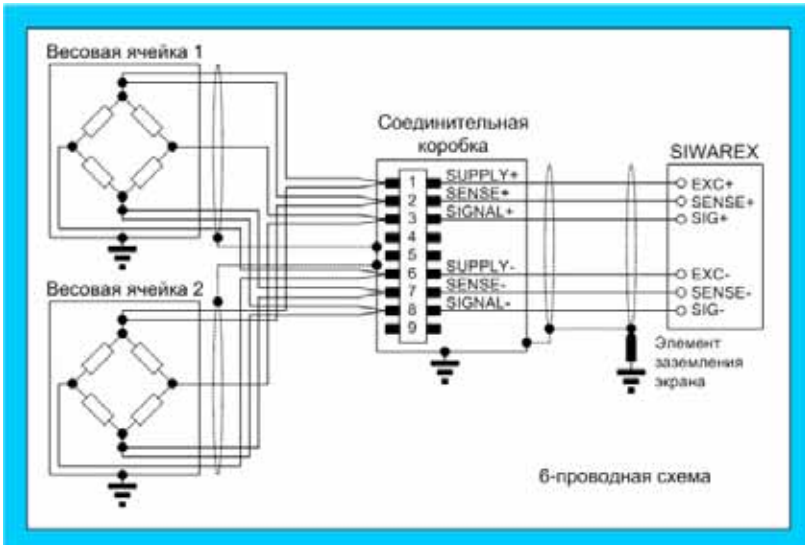 Весовая ячейка 1
Соединительная
коробка
SIWAREX
1 SUPPLY+ EXC+
2 SENSE+ SENSE+
3 SIGNAL+ SIG+
4
5
6 SUPPLY- EXC-
7 SENSE- SENSE-
8 SIGNAL- SIG-
9
Весовая ячейка 2
Элемент
заземления
экрана
6-проводная схема